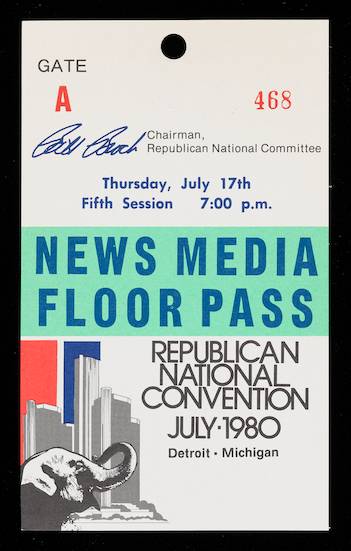 GATE
A 468
Bill Brock Chairman,
Republican National Committee
Thursday, July 17th
Fifth Session 7:00 p.m.
NEWS MEDIA
FLOOR PASS
REPUBLICAN
NATIONAL
CONVENTION
JULY·1980
Detroit · Michigan